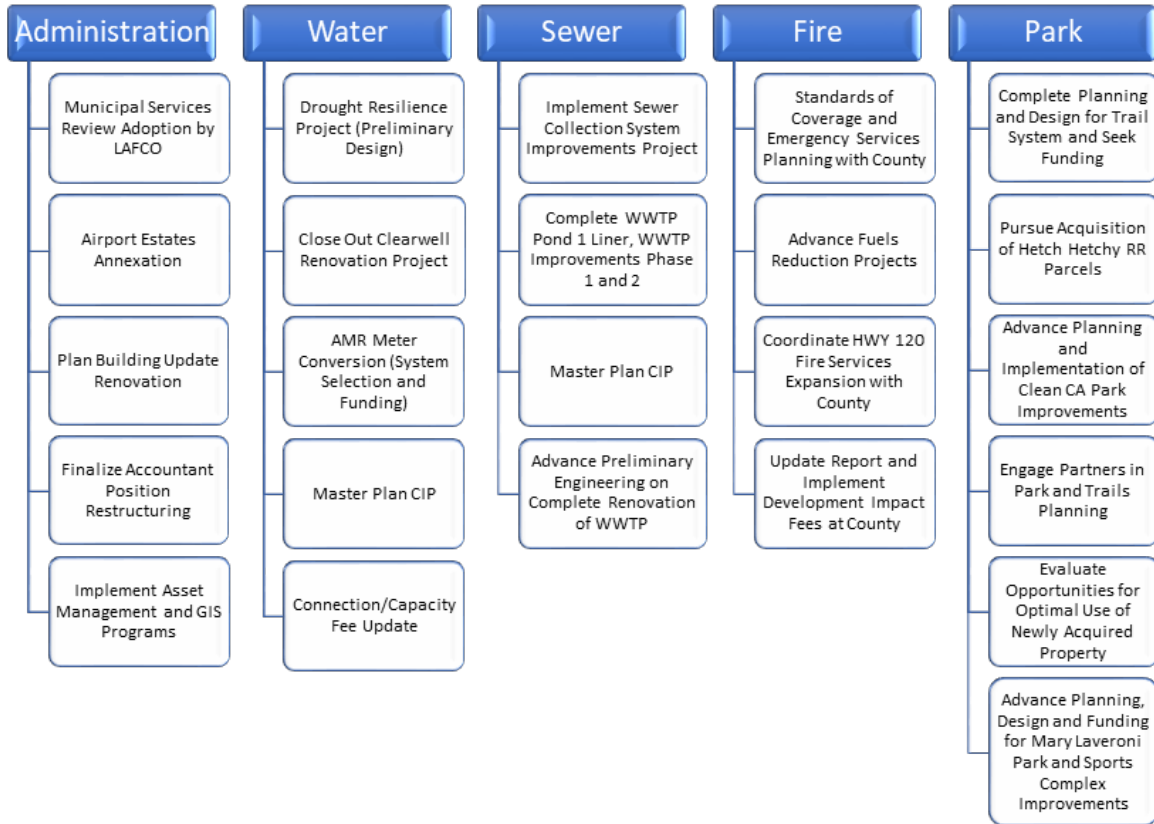 Administration
Municipal Services
Review Adoption by
LAFCO
Airport Estates
Annexation
Plan Building Update
Renovation
Finalize Accountant
Position
Restructuring
Implement Asset
Management and GIS
Programs
Water
Drought Resilience
Project (Preliminary
Design)
Close Out Clearwell
Renovation Project
AMR Meter
Conversion (System
Selection and
Funding)
Master Plan CIP
Connection/Capacity
Fee Update
Sewer
Implement Sewer
Collection System
Improvements Project
Complete WWTP
Pond 1 Liner, WWTP
Improvements Phase
1 and 2
Master Plan CIP
Advance Preliminary
Engineering on
Complete Renovation
of WWTP
Fire
Standards of
Coverage and
Emergency Services
Planning with County
Advance Fuels
Reduction Projects
Coordinate HWY 120
Fire Services
Expansion with
County
Update Report and
Implement
Development Impact
Fees at County
Park
Complete Planning
and Design for Trail
System and Seek
Funding
Pursue Acquisition
of Hetch Hetchy RR
Parcels
Advance Planning
and
Implementation of
Clean CA Park
Improvements
Engage Partners in
Park and Trails
Planning
Evaluate
Opportunities for
Optimal Use of
Newly Acquired
Property
Advance Planning,
Design and Funding
for Mary Laveroni
Park and Sports
Complex
Improvements